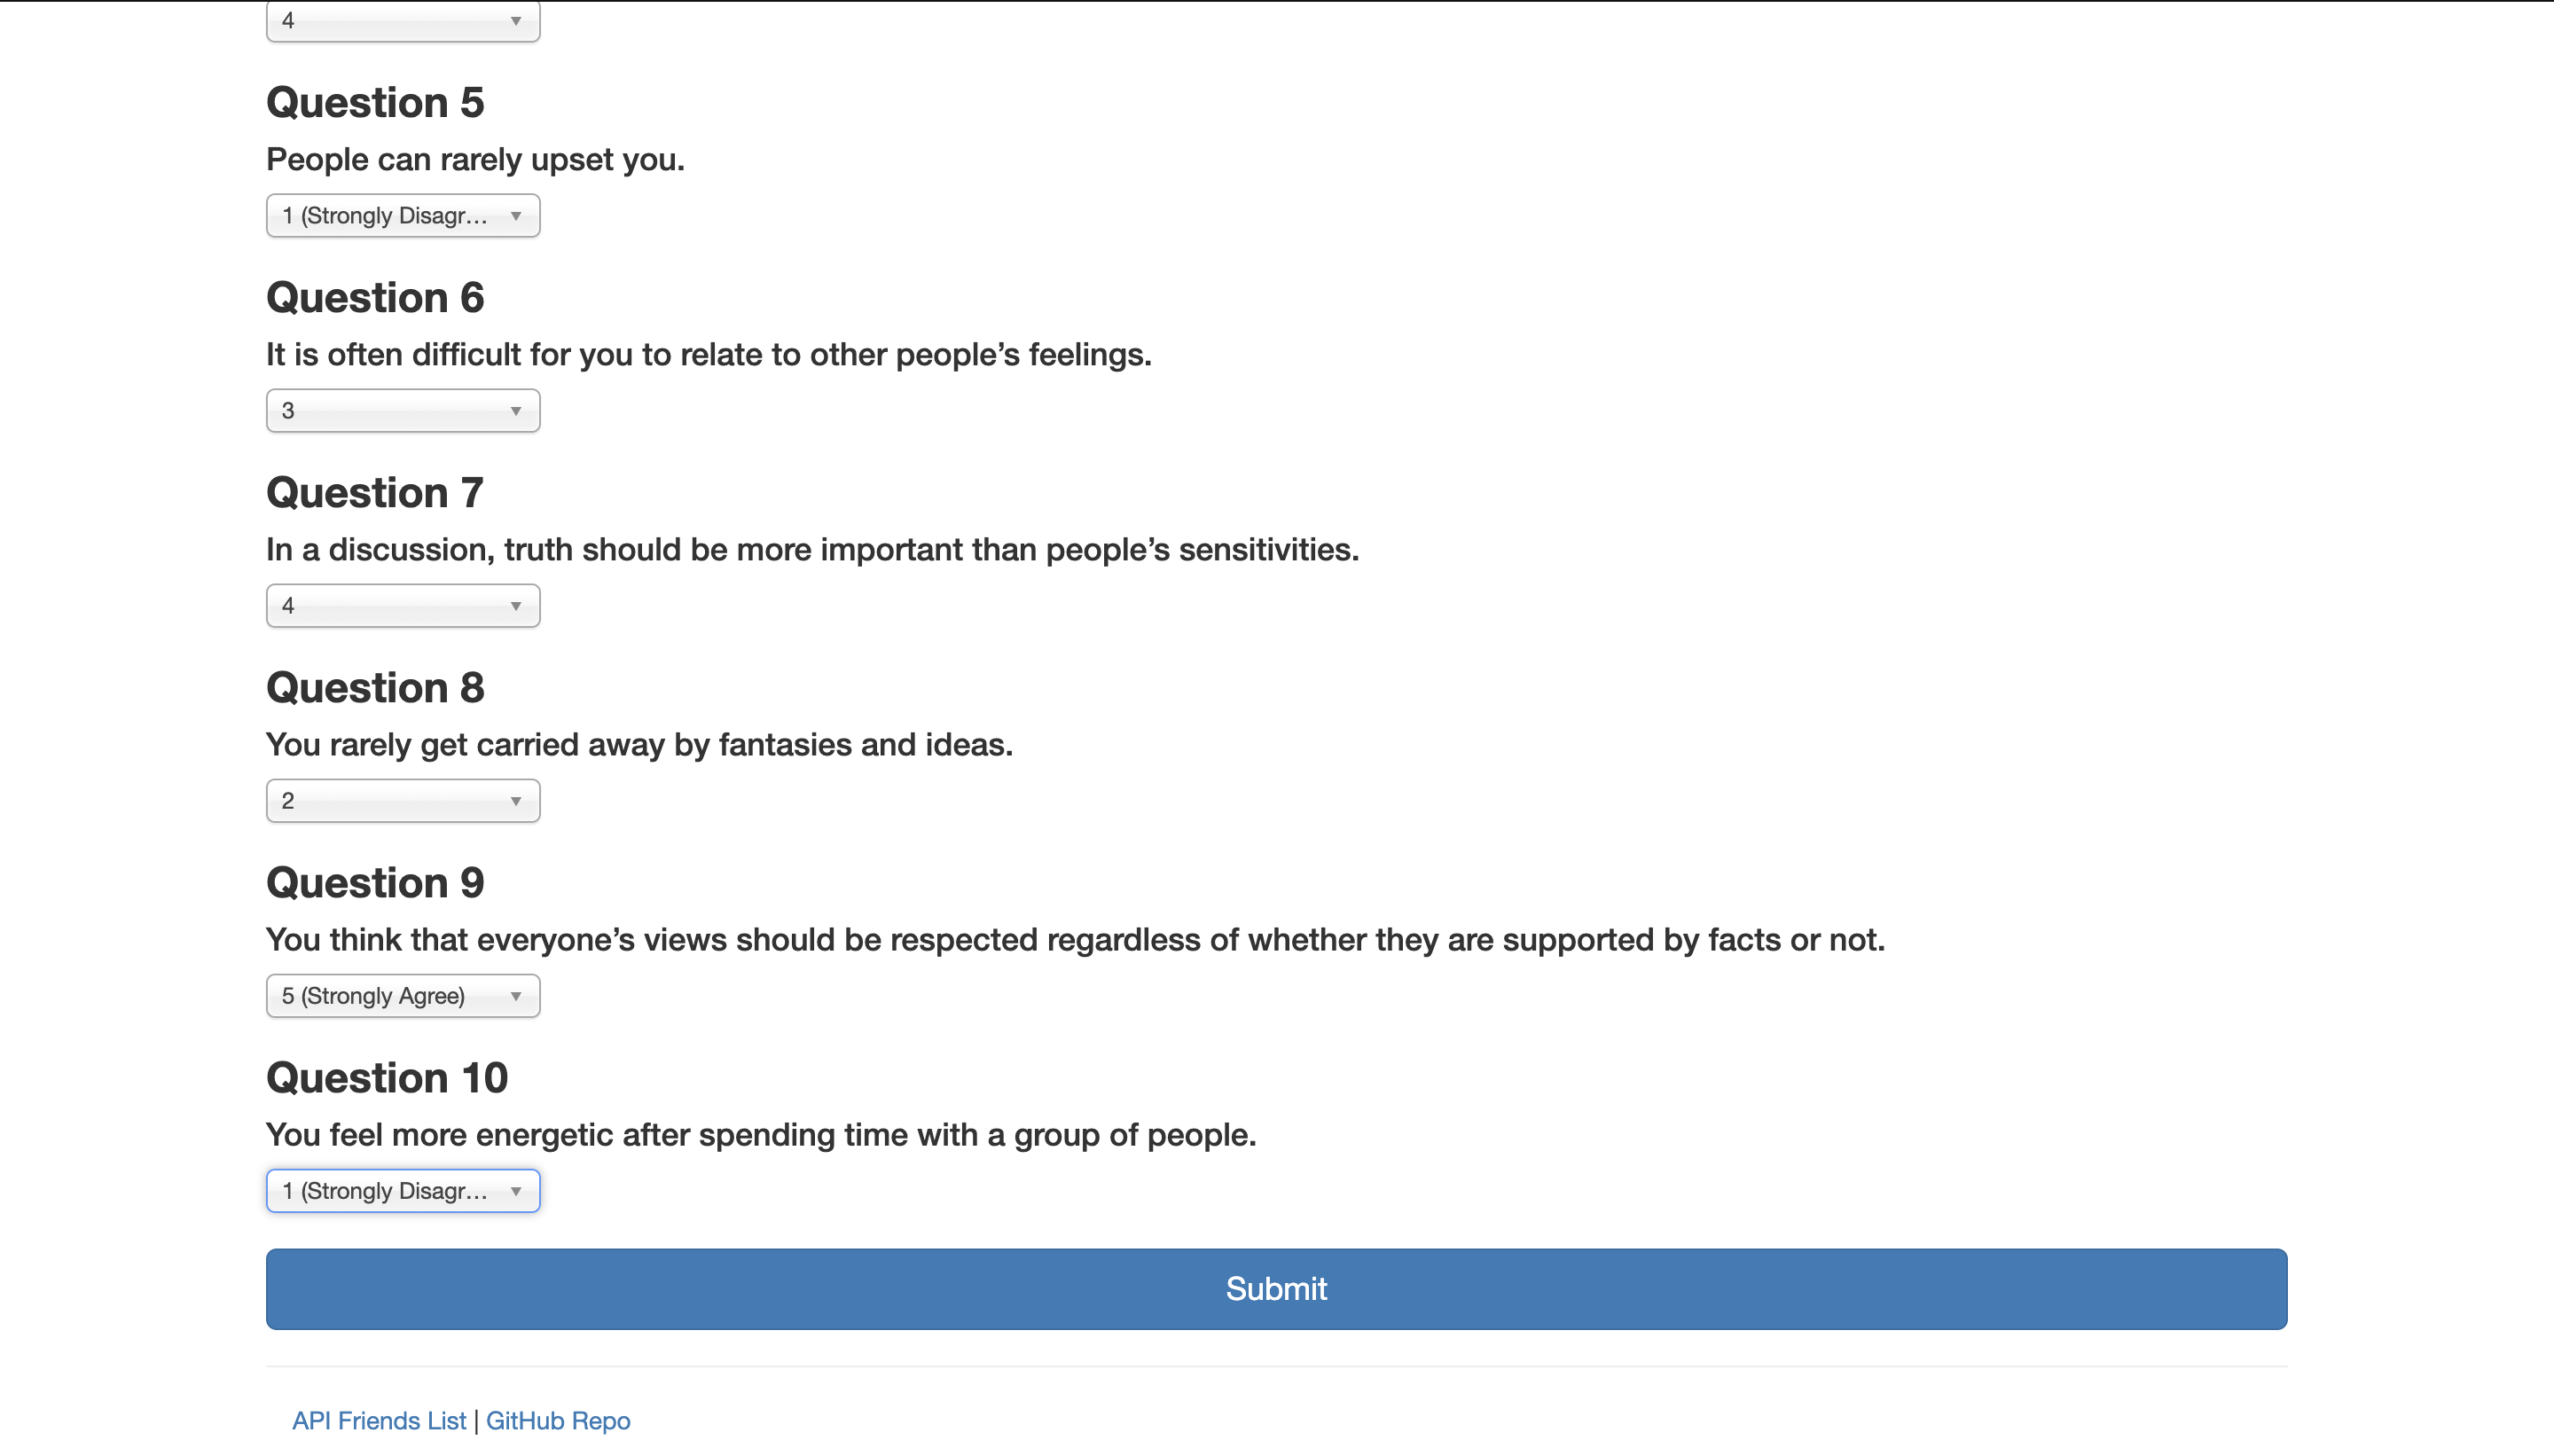 4
Question 5
People can rarely upset you.
1 (Strongly Disagr...
Question 6
It is often difficult for you to relate to other people’s feelings.
3
Question 7
In a discussion, truth should be more important than people’s sensitivities.
4
Question 8
You rarely get carried away by fantasies and ideas.
2
Question 9
You think that everyone’s views should be respected regardless of whether they are supported by facts or not.
5 (Strongly Agree)
Question 10
You feel more energetic after spending time with a group of people.
1 (Strongly Disagr...
Submit
API Friends List | GitHub Repo